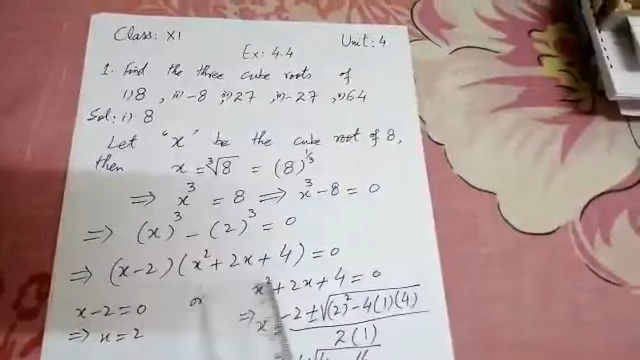 Class: XI
Unit: 4
Ex: 4.4
1. Find the three cube roots of
i) 8 , ii) -8 , iii) 27 , iv) -27 , v) 64
Sol: i) 8
Let "x" be the cube root of 8,
then x = ∛8 = (8)^1/3
⇒ x³ = 8 ⇒ x³ - 8 = 0
⇒ (x)³ - (2)³ = 0
⇒ (x-2)(x² + 2x + 4) = 0
x-2=0 or x² + 2x + 4 = 0
⇒ x = 2 ⇒ x = -2 ± √(2)² - 4(1)(4) / 2(1)